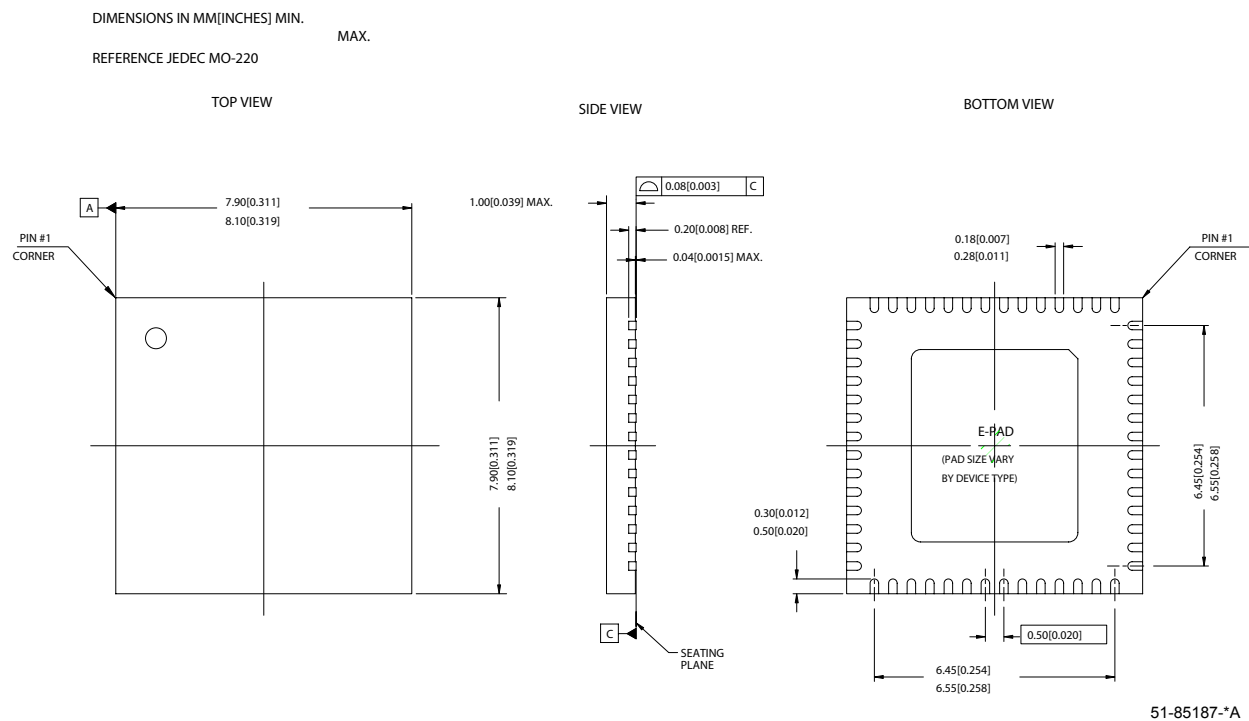 DIMENSIONS IN MM[INCHES] MIN.
MAX.
REFERENCE JEDEC MO-220
TOP VIEW
SIDE VIEW
BOTTOM VIEW
A
7.90[0.311]
8.10[0.319]
PIN #1
CORNER
7.90[0.311]
8.10[0.319]
1.00[0.039] MAX.
0.08[0.003] C
0.20[0.008] REF.
0.04[0.0015] MAX.
C
SEATING
PLANE
0.18[0.007]
0.28[0.011]
PIN #1
CORNER
E-PAD
(PAD SIZE VARY
BY DEVICE TYPE)
6.45[0.254]
6.55[0.258]
0.30[0.012]
0.50[0.020]
0.50[0.020]
6.45[0.254]
6.55[0.258]
51-85187-*A